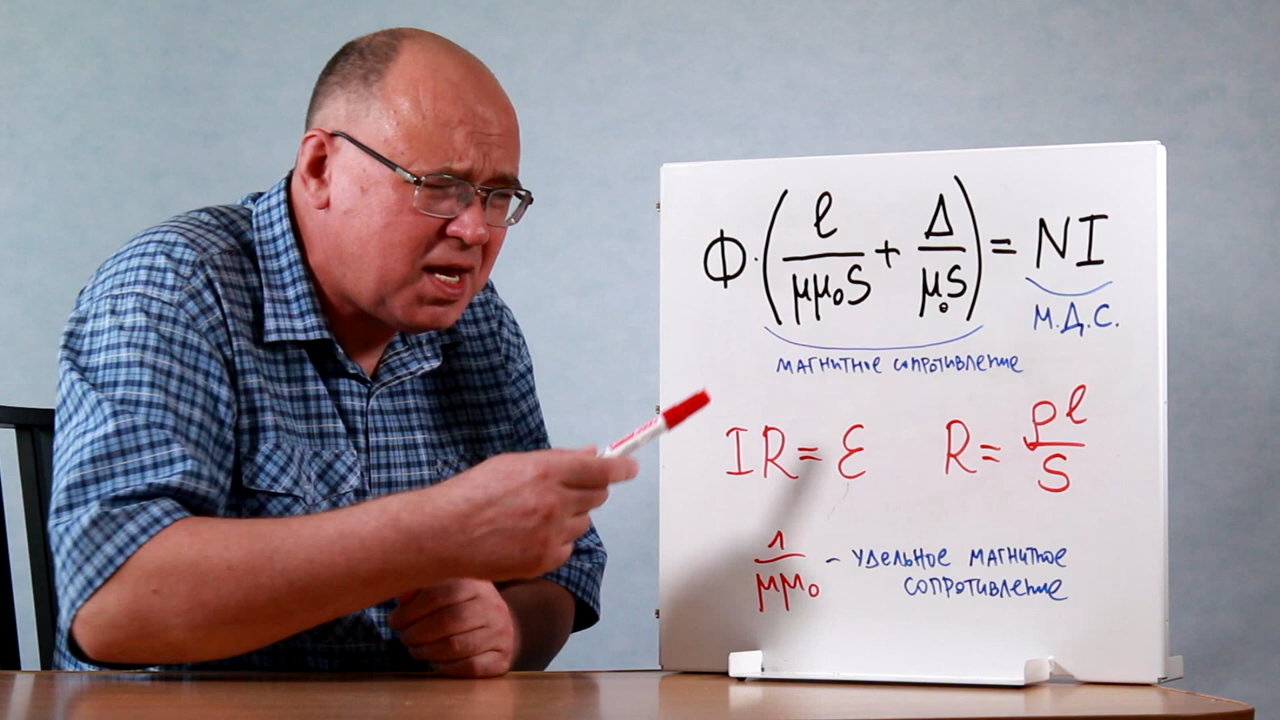 Φ·(ℓ/μμ₀S + Δ/μ₀S) = NI
М.Д.С.
МАГНИТНОЕ СОПРОТИВЛЕНИЕ
IR = ℰ R = ρℓ/S
1/μμ₀ – УДЕЛЬНОЕ МАГНИТНОЕ
СОПРОТИВЛЕНИЕ